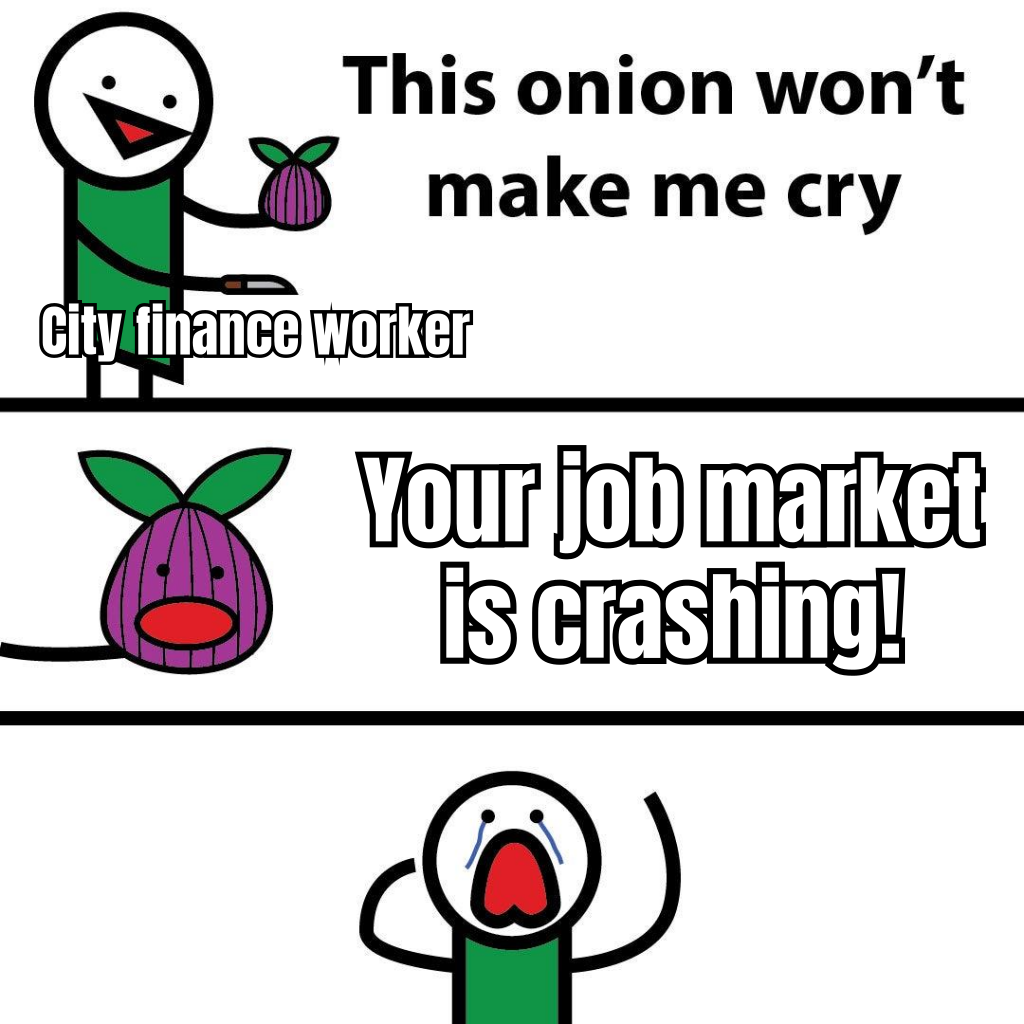 This onion won’t
make me cry
City finance worker
Your job market
is crashing!